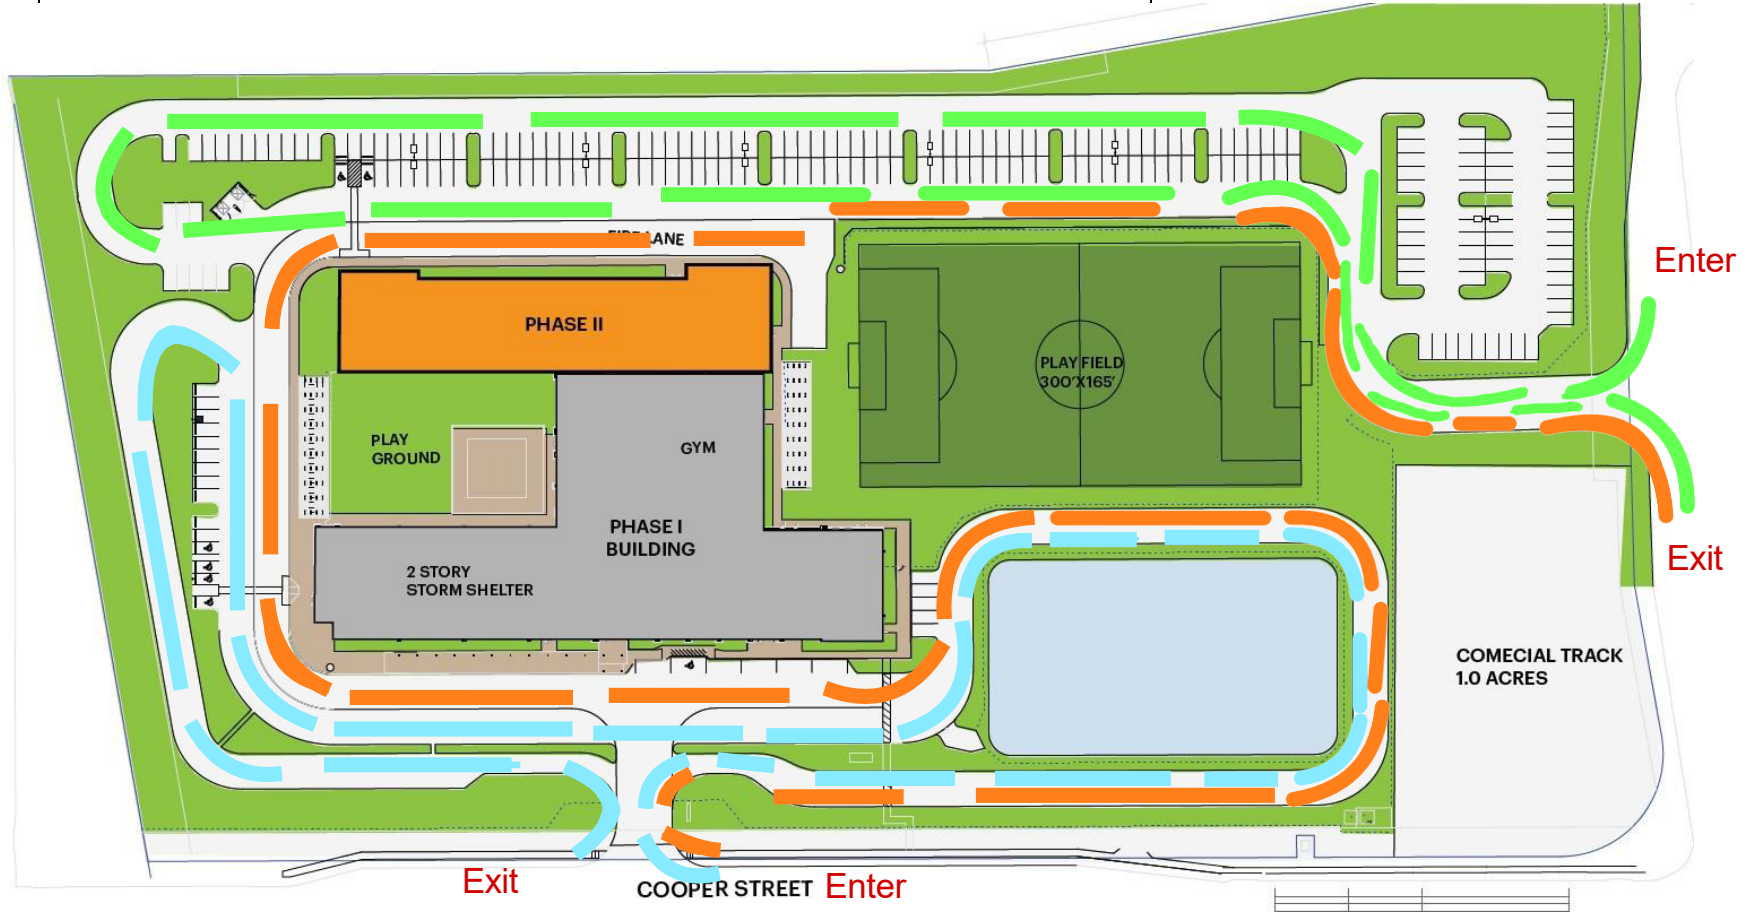 Enter
LANE
PHASE II
PLAY FIELD
300'X165'
PLAY
GROUND
GYM
PHASE I
BUILDING
2 STORY
STORM SHELTER
Exit
COMECIAL TRACK
1.0 ACRES
Exit
COOPER STREET
Enter